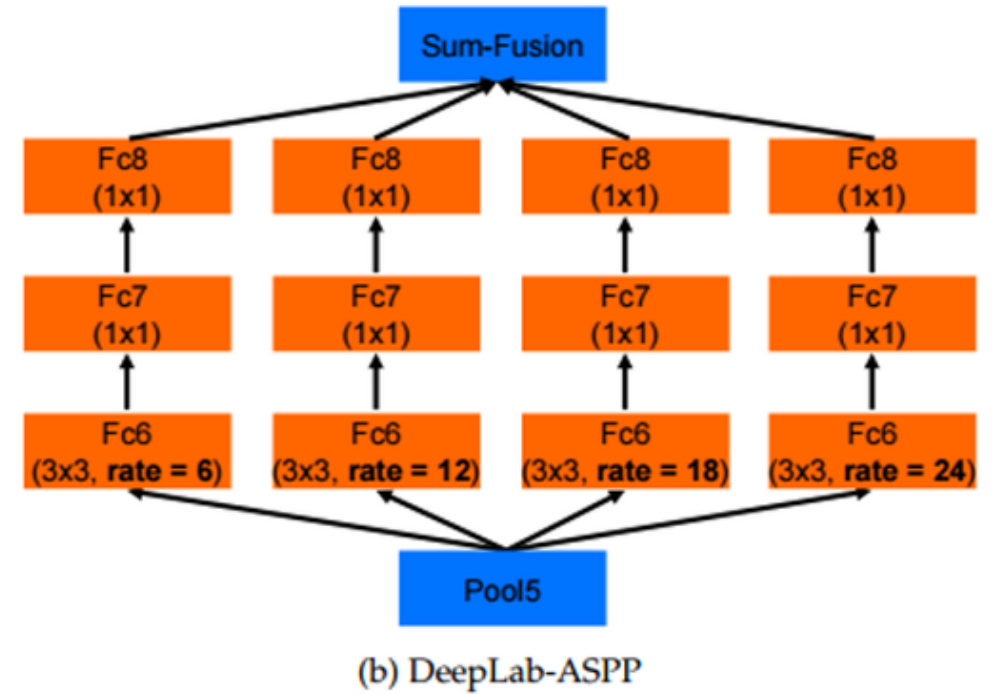 Sum-Fusion
Fc8 Fc8 Fc8 Fc8
(1x1) (1x1) (1x1) (1x1)
Fc7 Fc7 Fc7 Fc7
(1x1) (1x1) (1x1) (1x1)
Fc6 Fc6 Fc6 Fc6
(3x3, rate = 6) (3x3, rate = 12) (3x3, rate = 18) (3x3, rate = 24)
Pool5
(b) DeepLab-ASPP